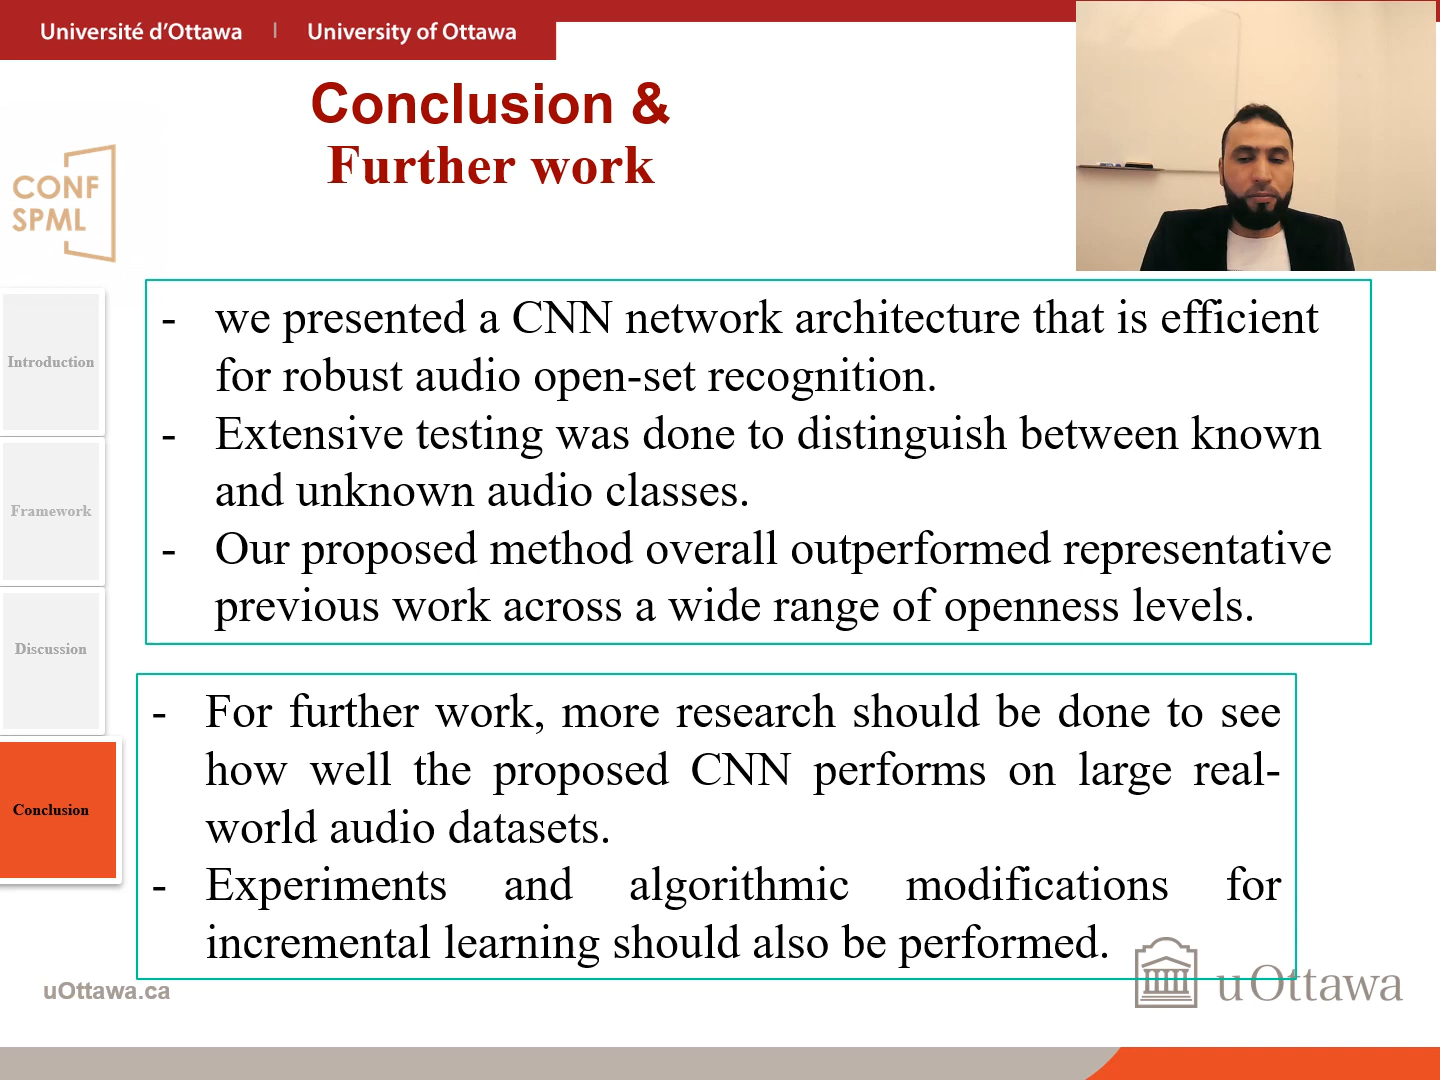 Université d'Ottawa | University of Ottawa
Conclusion &
Further work
CONF
SPML
Introduction
Framework
Discussion
Conclusion
- we presented a CNN network architecture that is efficient
for robust audio open-set recognition.
- Extensive testing was done to distinguish between known
and unknown audio classes.
- Our proposed method overall outperformed representative
previous work across a wide range of openness levels.
- For further work, more research should be done to see
how well the proposed CNN performs on large real-
world audio datasets.
- Experiments and algorithmic modifications for
incremental learning should also be performed.
uOttawa.ca
uOttawa